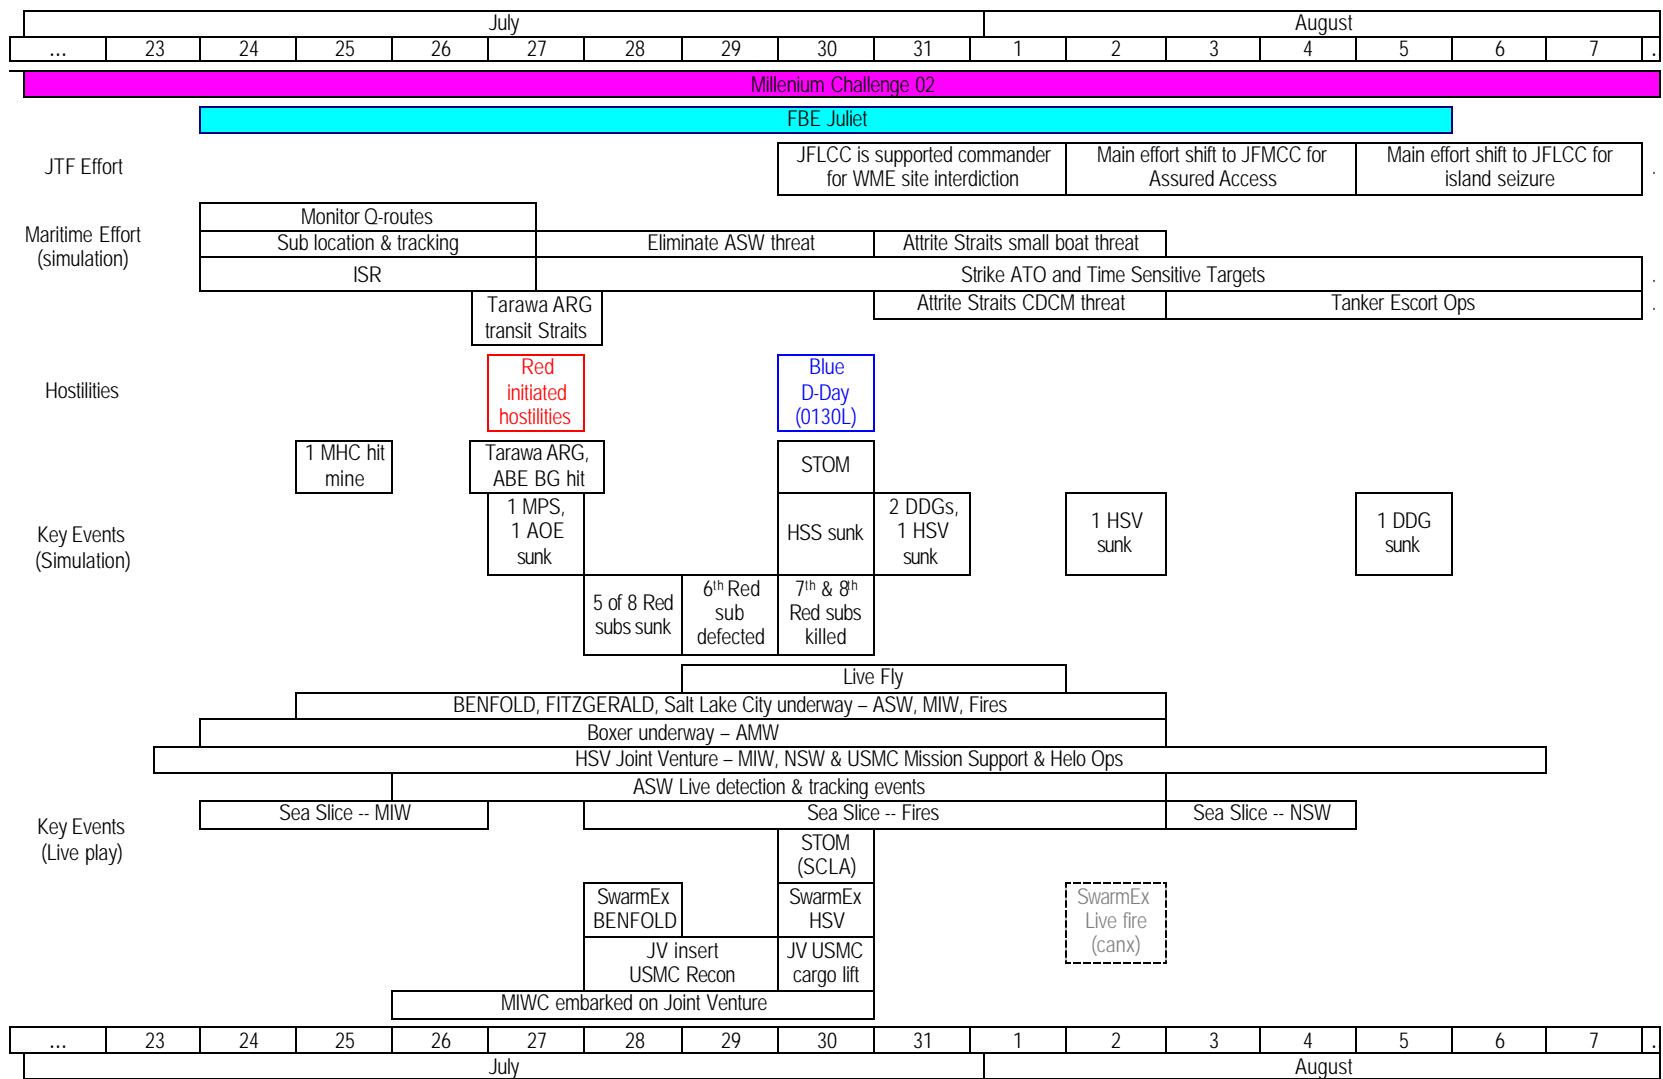 July August
... 23 24 25 26 27 28 29 30 31 1 2 3 4 5 6 7 .
Millenium Challenge 02
FBE Juliet
JTF Effort
JFLCC is supported commander
for WME site interdiction
Main effort shift to JFMCC for
Assured Access
Main effort shift to JFLCC for
island seizure
.
Maritime Effort
(simulation)
Monitor Q-routes
Sub location & tracking
Eliminate ASW threat
Attrite Straits small boat threat
ISR
Strike ATO and Time Sensitive Targets
.
Tarawa ARG
transit Straits
Attrite Straits CDCM threat
Tanker Escort Ops
.
Hostilities
Red
initiated
hostilities
Blue
D-Day
(0130L)
Key Events
(Simulation)
1 MHC hit
mine
Tarawa ARG,
ABE BG hit
STOM
1 MPS,
1 AOE
sunk
HSS sunk
2 DDGs,
1 HSV
sunk
1 HSV
sunk
1 DDG
sunk
5 of 8 Red
subs sunk
6th Red
sub
defected
7th & 8th
Red subs
killed
Key Events
(Live play)
Live Fly
BENFOLD, FITZGERALD, Salt Lake City underway – ASW, MIW, Fires
Boxer underway – AMW
HSV Joint Venture – MIW, NSW & USMC Mission Support & Helo Ops
ASW Live detection & tracking events
Sea Slice -- MIW
Sea Slice -- Fires
Sea Slice -- NSW
STOM
(SCLA)
SwarmEx
BENFOLD
SwarmEx
HSV
SwarmEx
Live fire
(canx)
JV insert
USMC Recon
JV USMC
cargo lift
MIWC embarked on Joint Venture
... 23 24 25 26 27 28 29 30 31 1 2 3 4 5 6 7 .
July August